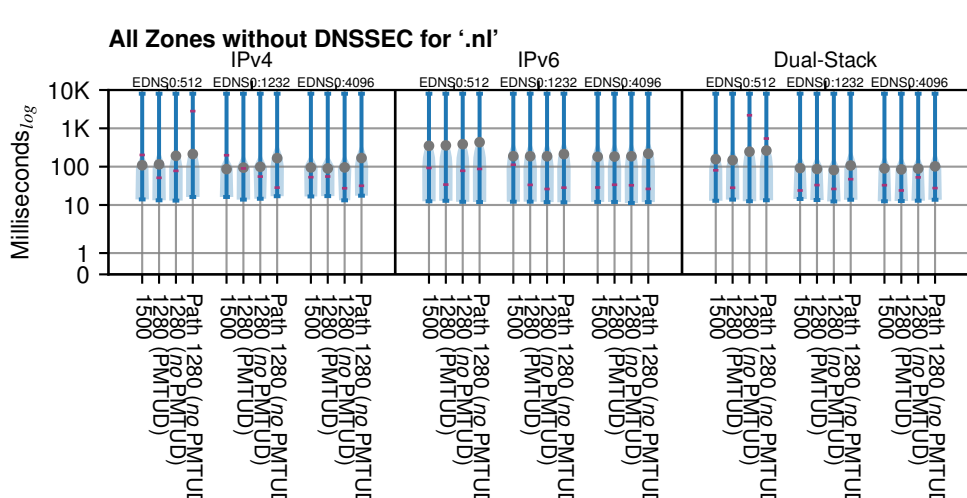 All Zones without DNSSEC for ‘.nl’
IPv4
IPv6
Dual-Stack
EDNS0:512
EDNS0:1232
EDNS0:4096
EDNS0:512
EDNS0:1232
EDNS0:4096
EDNS0:512
EDNS0:1232
EDNS0:4096
Milliseconds_log
10K
1K
100
10
1
0
1500
1280 (PMTUD)
1280 (no PMTUD)
Path 1280 (no PMTUD)
1500
1280 (PMTUD)
1280 (no PMTUD)
Path 1280 (no PMTUD)
1500
1280 (PMTUD)
1280 (no PMTUD)
Path 1280 (no PMTUD
1500
1280 (PMTUD)
1280 (no PMTUD)
Path 1280 (no PMTUD
1500
1280 (PMTUD)
1280 (no PMTUD)
Path 1280 (no PMTUD
1500
1280 (PMTUD)
1280 (no PMTUD)
Path 1280 (no PMTUD
1500
1280 (PMTUD)
1280 (no PMTUD)
Path 1280 (no PMTUD
1500
1280 (PMTUD)
1280 (no PMTUD)
Path 1280 (no PMTUD
1500
1280 (PMTUD)
1280 (no PMTUD)
Path 1280 (no PMTUD